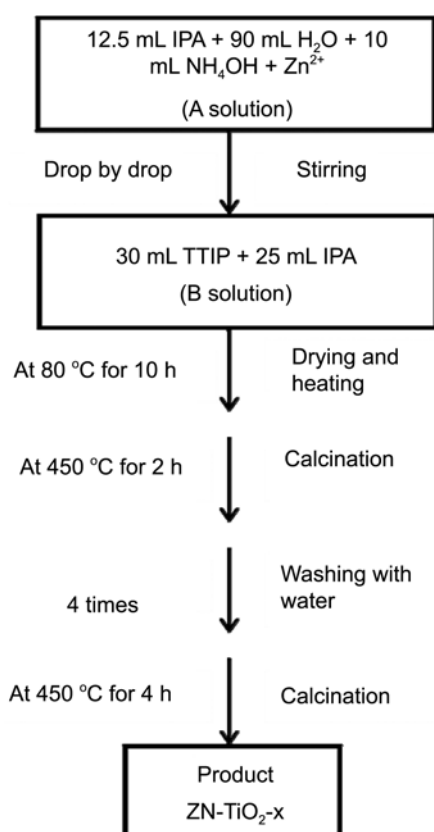 12.5 mL IPA + 90 mL H₂O + 10
mL NH₄OH + Zn²⁺
(A solution)
Drop by drop Stirring
30 mL TTIP + 25 mL IPA
(B solution)
At 80 °C for 10 h
Drying and
heating
At 450 °C for 2 h
Calcination
4 times
Washing with
water
At 450 °C for 4 h
Calcination
Product
ZN-TiO₂-x